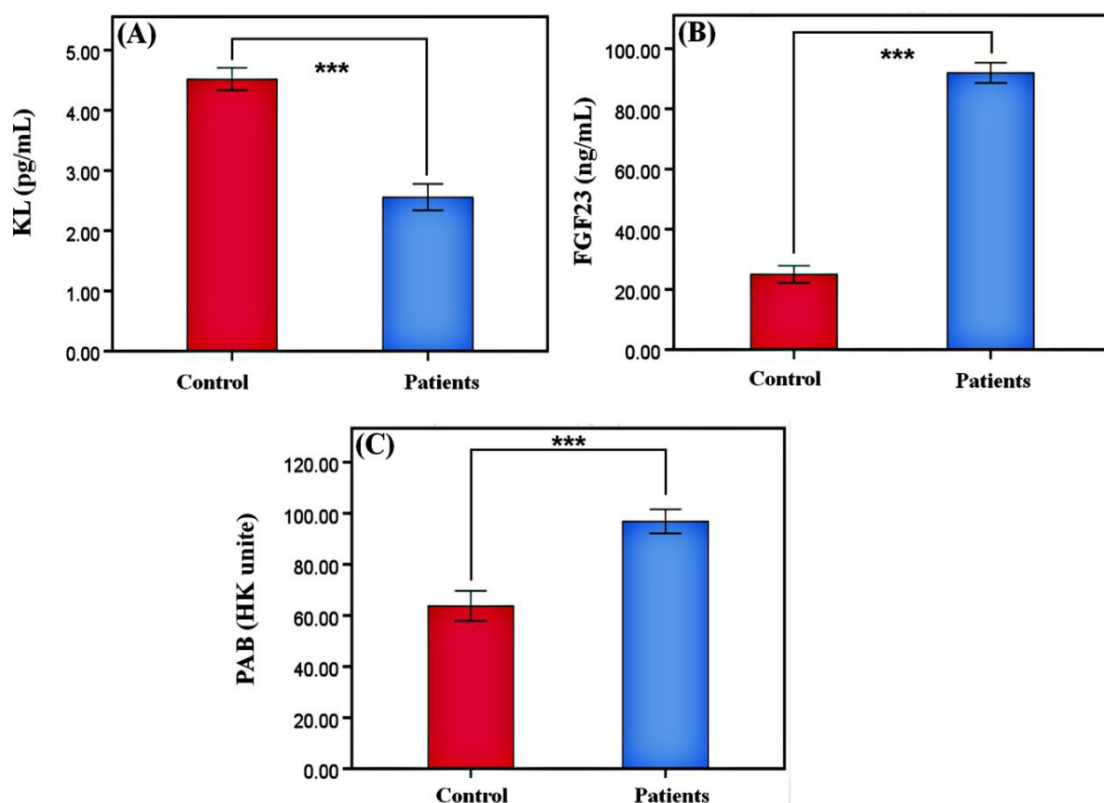 (A)
***
5.00
4.00
3.00
2.00
1.00
0.00
KL (pg/mL)
Control Patients
(B)
***
100.00
80.00
60.00
40.00
20.00
0.00
FGF23 (ng/mL)
Control Patients
(C)
***
120.00
100.00
80.00
60.00
40.00
20.00
0.00
PAB (HK unite)
Control Patients